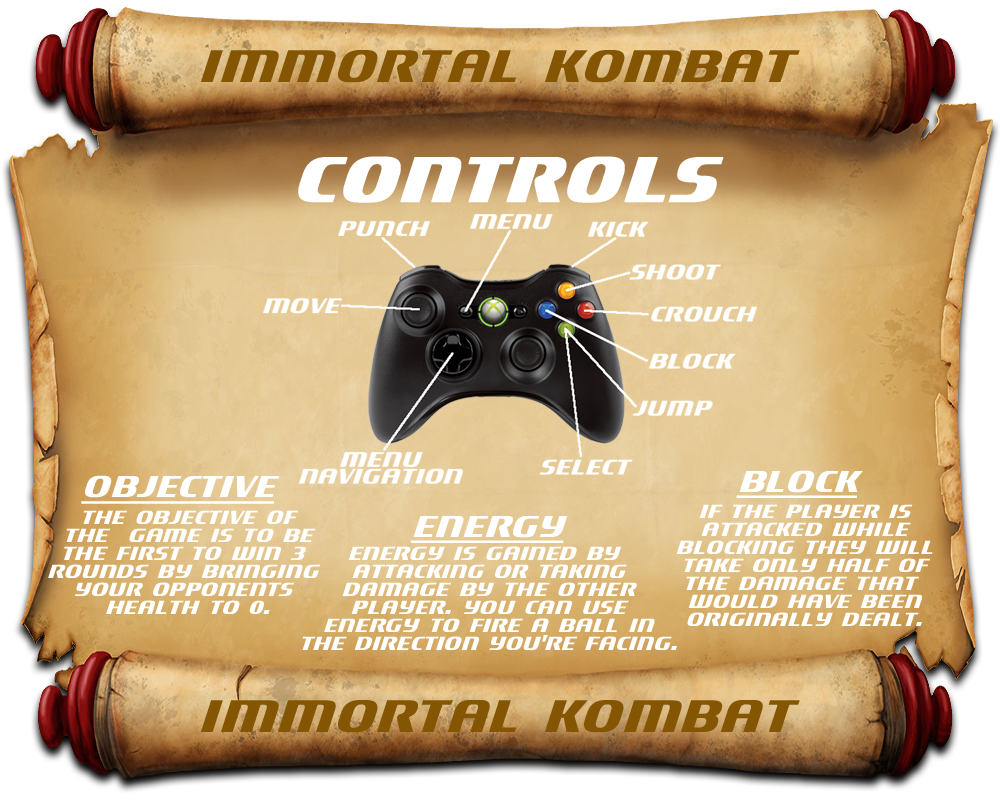 IMMORTAL KOMBAT
CONTROLS
PUNCH
MENU
KICK
SHOOT
MOVE
CROUCH
BLOCK
JUMP
MENU
NAVIGATION
SELECT
OBJECTIVE
THE OBJECTIVE OF
THE GAME IS TO BE
THE FIRST TO WIN 3
ROUNDS BY BRINGING
YOUR OPPONENTS
HEALTH TO 0.
ENERGY
ENERGY IS GAINED BY
ATTACKING OR TAKING
DAMAGE BY THE OTHER
PLAYER. YOU CAN USE
ENERGY TO FIRE A BALL IN
THE DIRECTION YOU'RE FACING.
BLOCK
IF THE PLAYER IS
ATTACKED WHILE
BLOCKING THEY WILL
TAKE ONLY HALF OF
THE DAMAGE THAT
WOULD HAVE BEEN
ORIGINALLY DEALT.
IMMORTAL KOMBAT